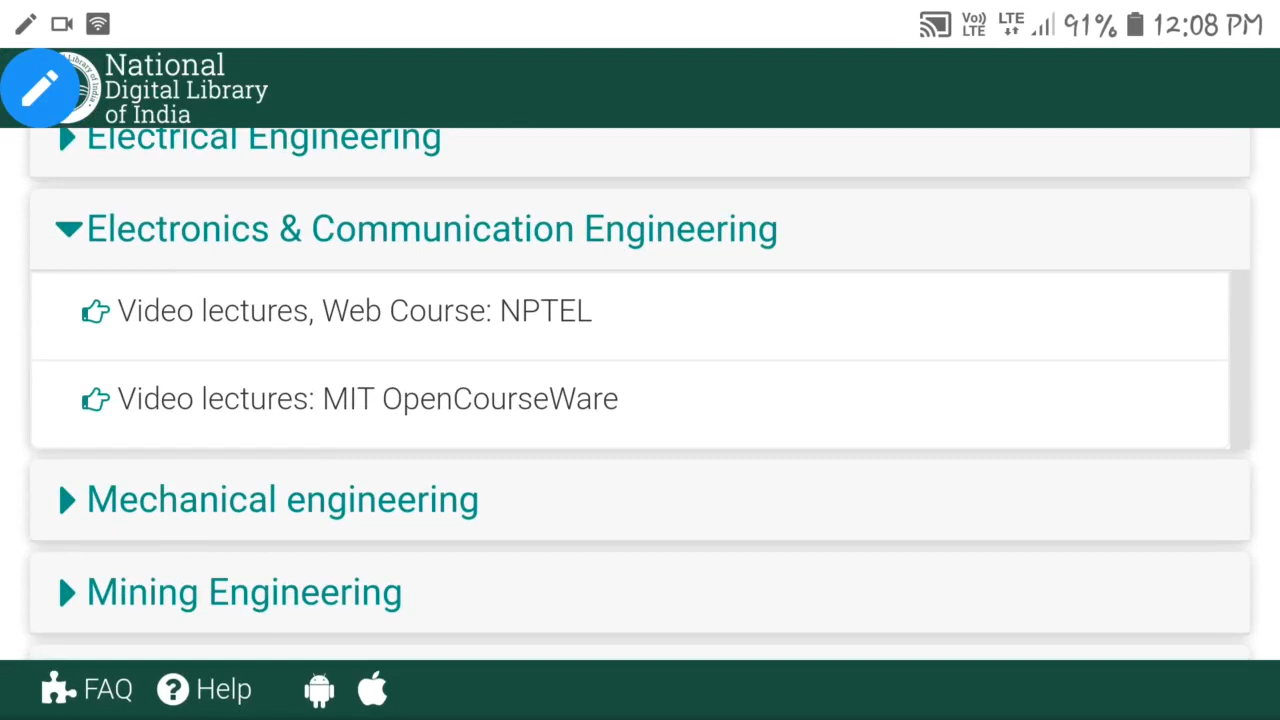 Vo)) LTE LTE 91% 12:08 PM
National
Digital Library
of India
Electrical Engineering
Electronics & Communication Engineering
Video lectures, Web Course: NPTEL
Video lectures: MIT OpenCourseWare
Mechanical engineering
Mining Engineering
FAQ ? Help